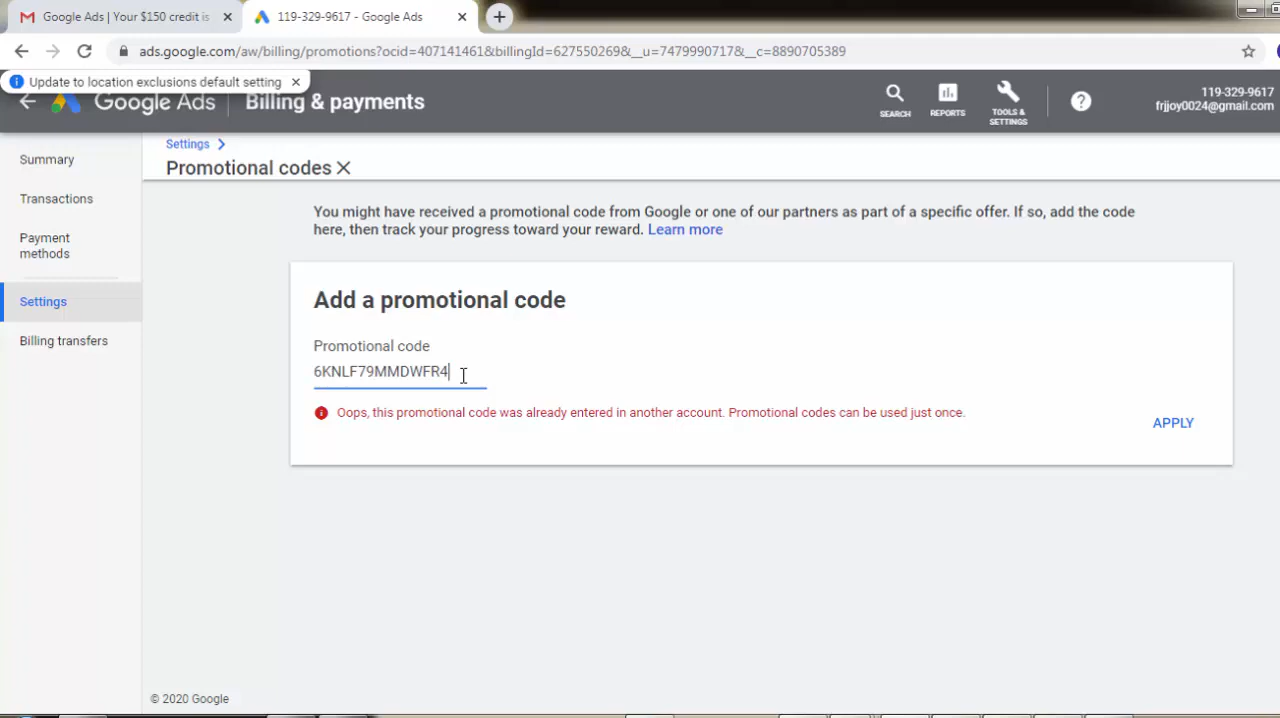 Google Ads | Your $150 credit is
119-329-9617 - Google Ads
ads.google.com/aw/billing/promotions?ocid=407141461&billingId=627550269&__u=7479990717&__c=8890705389
Update to location exclusions default setting
Google Ads
Billing & payments
SEARCH
REPORTS
TOOLS &
SETTINGS
119-329-9617
frjjoy0024@gmail.com
Summary
Transactions
Payment
methods
Settings
Billing transfers
Settings
Promotional codes
You might have received a promotional code from Google or one of our partners as part of a specific offer. If so, add the code
here, then track your progress toward your reward. Learn more
Add a promotional code
Promotional code
6KNLF79MMDWFR4
Oops, this promotional code was already entered in another account. Promotional codes can be used just once.
APPLY
© 2020 Google